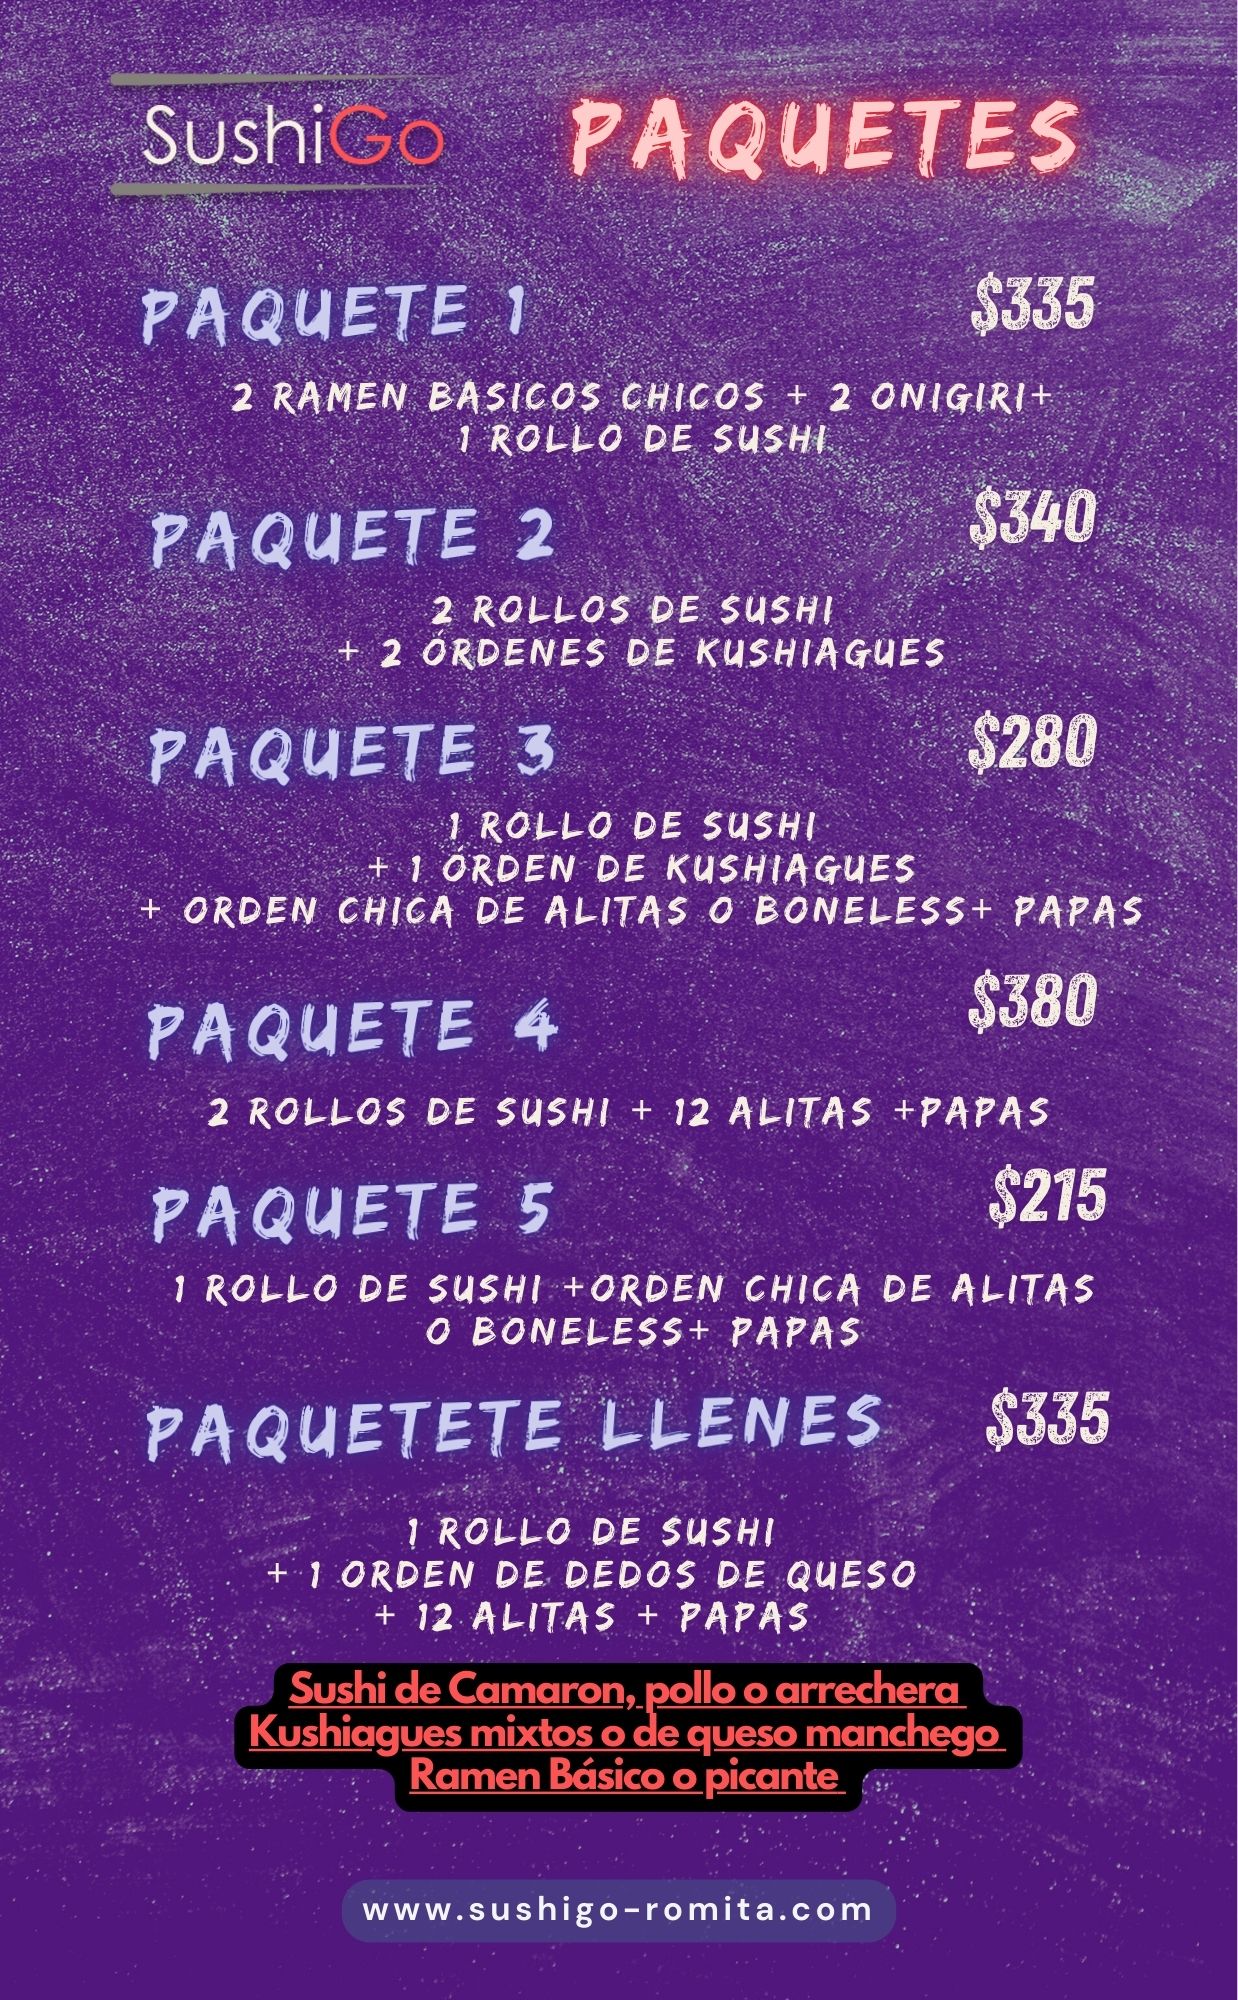 SushiGo
PAQUETES
PAQUETE 1
$335
2 RAMEN BASICOS CHICOS + 2 ONIGIRI+
1 ROLLO DE SUSHI
PAQUETE 2
$340
2 ROLLOS DE SUSHI
+ 2 ÓRDENES DE KUSHIAGUES
PAQUETE 3
$280
1 ROLLO DE SUSHI
+ 1 ÓRDEN DE KUSHIAGUES
+ ORDEN CHICA DE ALITAS O BONELESS+ PAPAS
PAQUETE 4
$380
2 ROLLOS DE SUSHI + 12 ALITAS +PAPAS
PAQUETE 5
$215
1 ROLLO DE SUSHI +ORDEN CHICA DE ALITAS
O BONELESS+ PAPAS
PAQUETETE LLENES
$335
1 ROLLO DE SUSHI
+ 1 ORDEN DE DEDOS DE QUESO
+ 12 ALITAS + PAPAS
Sushi de Camaron, pollo o arrechera
Kushiagues mixtos o de queso manchego
Ramen Básico o picante
www.sushigo-romita.com